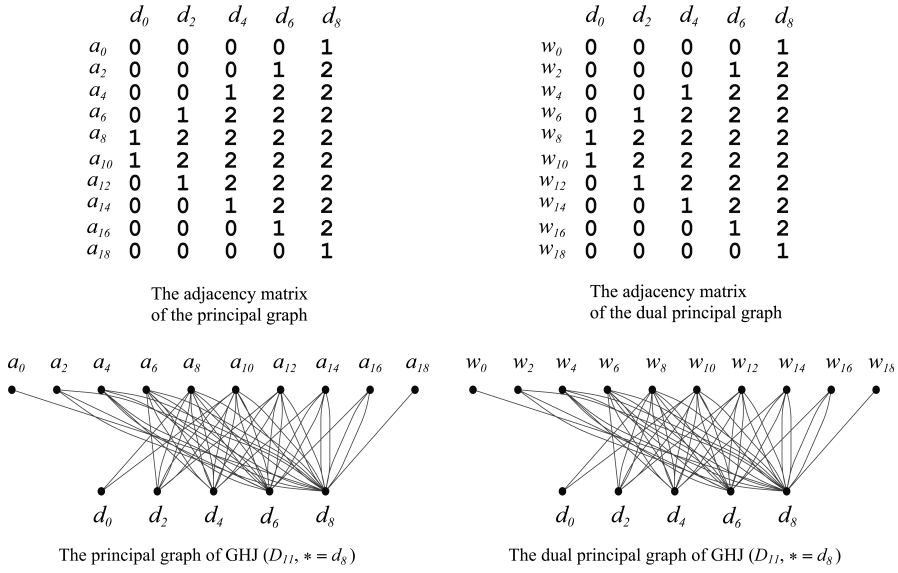 d0 d2 d4 d6 d8
a0 0 0 0 0 1
a2 0 0 0 1 2
a4 0 0 1 2 2
a6 0 1 2 2 2
a8 1 2 2 2 2
a10 1 2 2 2 2
a12 0 1 2 2 2
a14 0 0 1 2 2
a16 0 0 0 1 2
a18 0 0 0 0 1
The adjacency matrix
of the principal graph
d0 d2 d4 d6 d8
w0 0 0 0 0 1
w2 0 0 0 1 2
w4 0 0 1 2 2
w6 0 1 2 2 2
w8 1 2 2 2 2
w10 1 2 2 2 2
w12 0 1 2 2 2
w14 0 0 1 2 2
w16 0 0 0 1 2
w18 0 0 0 0 1
The adjacency matrix
of the dual principal graph
a0 a2 a4 a6 a8 a10 a12 a14 a16 a18
d0 d2 d4 d6 d8
The principal graph of GHJ (D11, * = d8)
w0 w2 w4 w6 w8 w10 w12 w14 w16 w18
d0 d2 d4 d6 d8
The dual principal graph of GHJ (D11, * = d8)